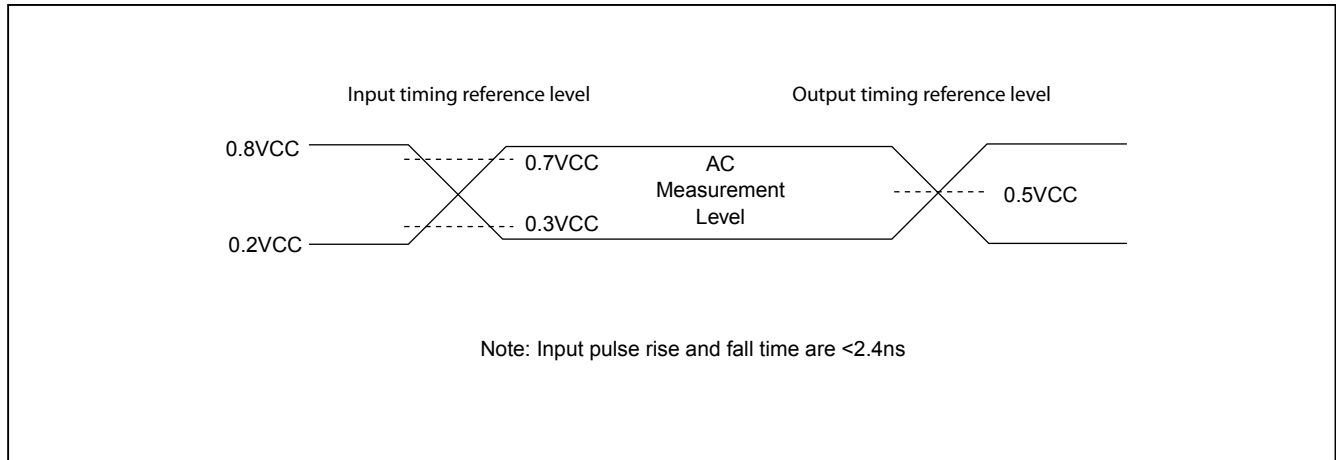 Input timing reference level
Output timing reference level
0.8VCC
0.7VCC
AC
Measurement
Level
0.5VCC
0.3VCC
0.2VCC
Note: Input pulse rise and fall time are <2.4ns